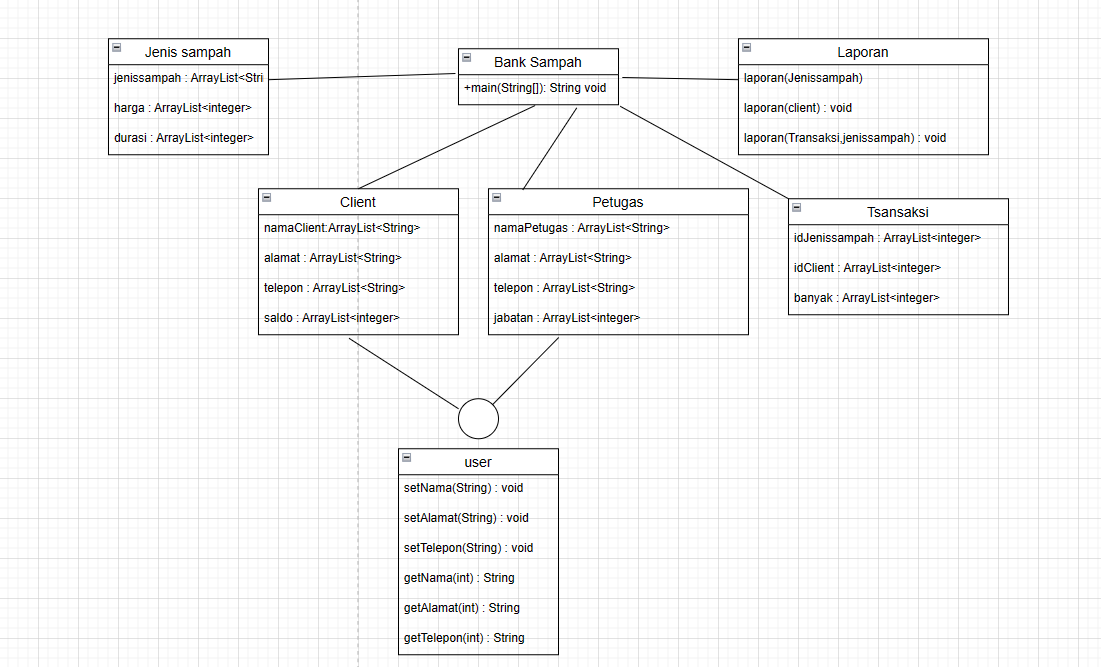 Jenis sampah
jenissampah : ArrayList<Stri
harga : ArrayList<integer>
durasi : ArrayList<integer>
Bank Sampah
+main(String[]): String void
Laporan
laporan(Jenissampah)
laporan(client) : void
laporan(Transaksi,jenissampah) : void
Client
namaClient:ArrayList<String>
alamat : ArrayList<String>
telepon : ArrayList<String>
saldo : ArrayList<integer>
Petugas
namaPetugas : ArrayList<String>
alamat : ArrayList<String>
telepon : ArrayList<String>
jabatan : ArrayList<integer>
Tsansaksi
idJenissampah : ArrayList<integer>
idClient : ArrayList<integer>
banyak : ArrayList<integer>
user
setNama(String) : void
setAlamat(String) : void
setTelepon(String) : void
getNama(int) : String
getAlamat(int) : String
getTelepon(int) : String